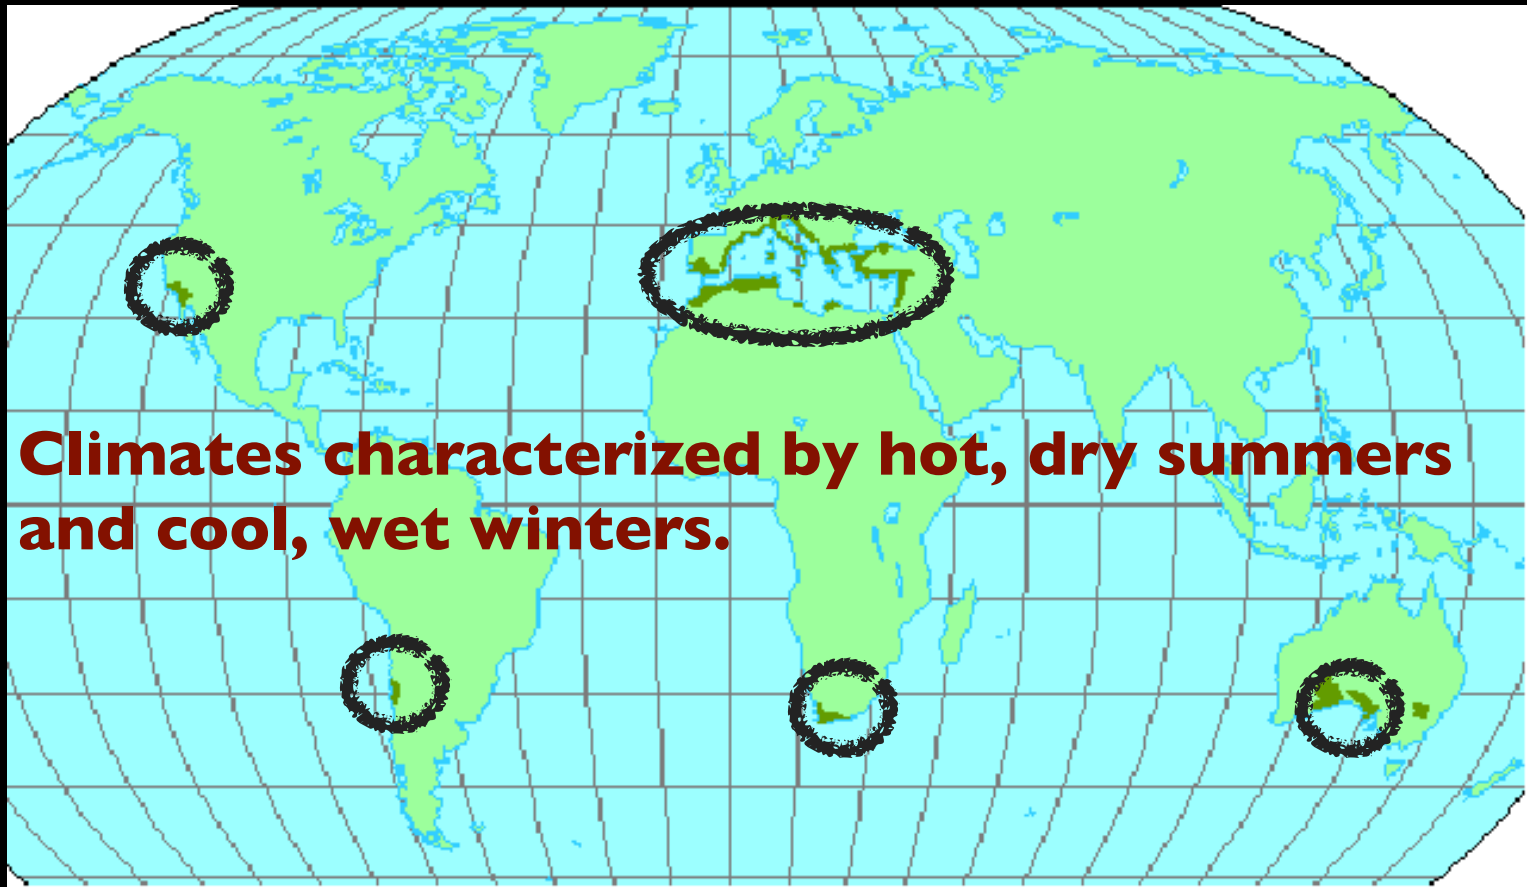 Climates characterized by hot, dry summers
and cool, wet winters.